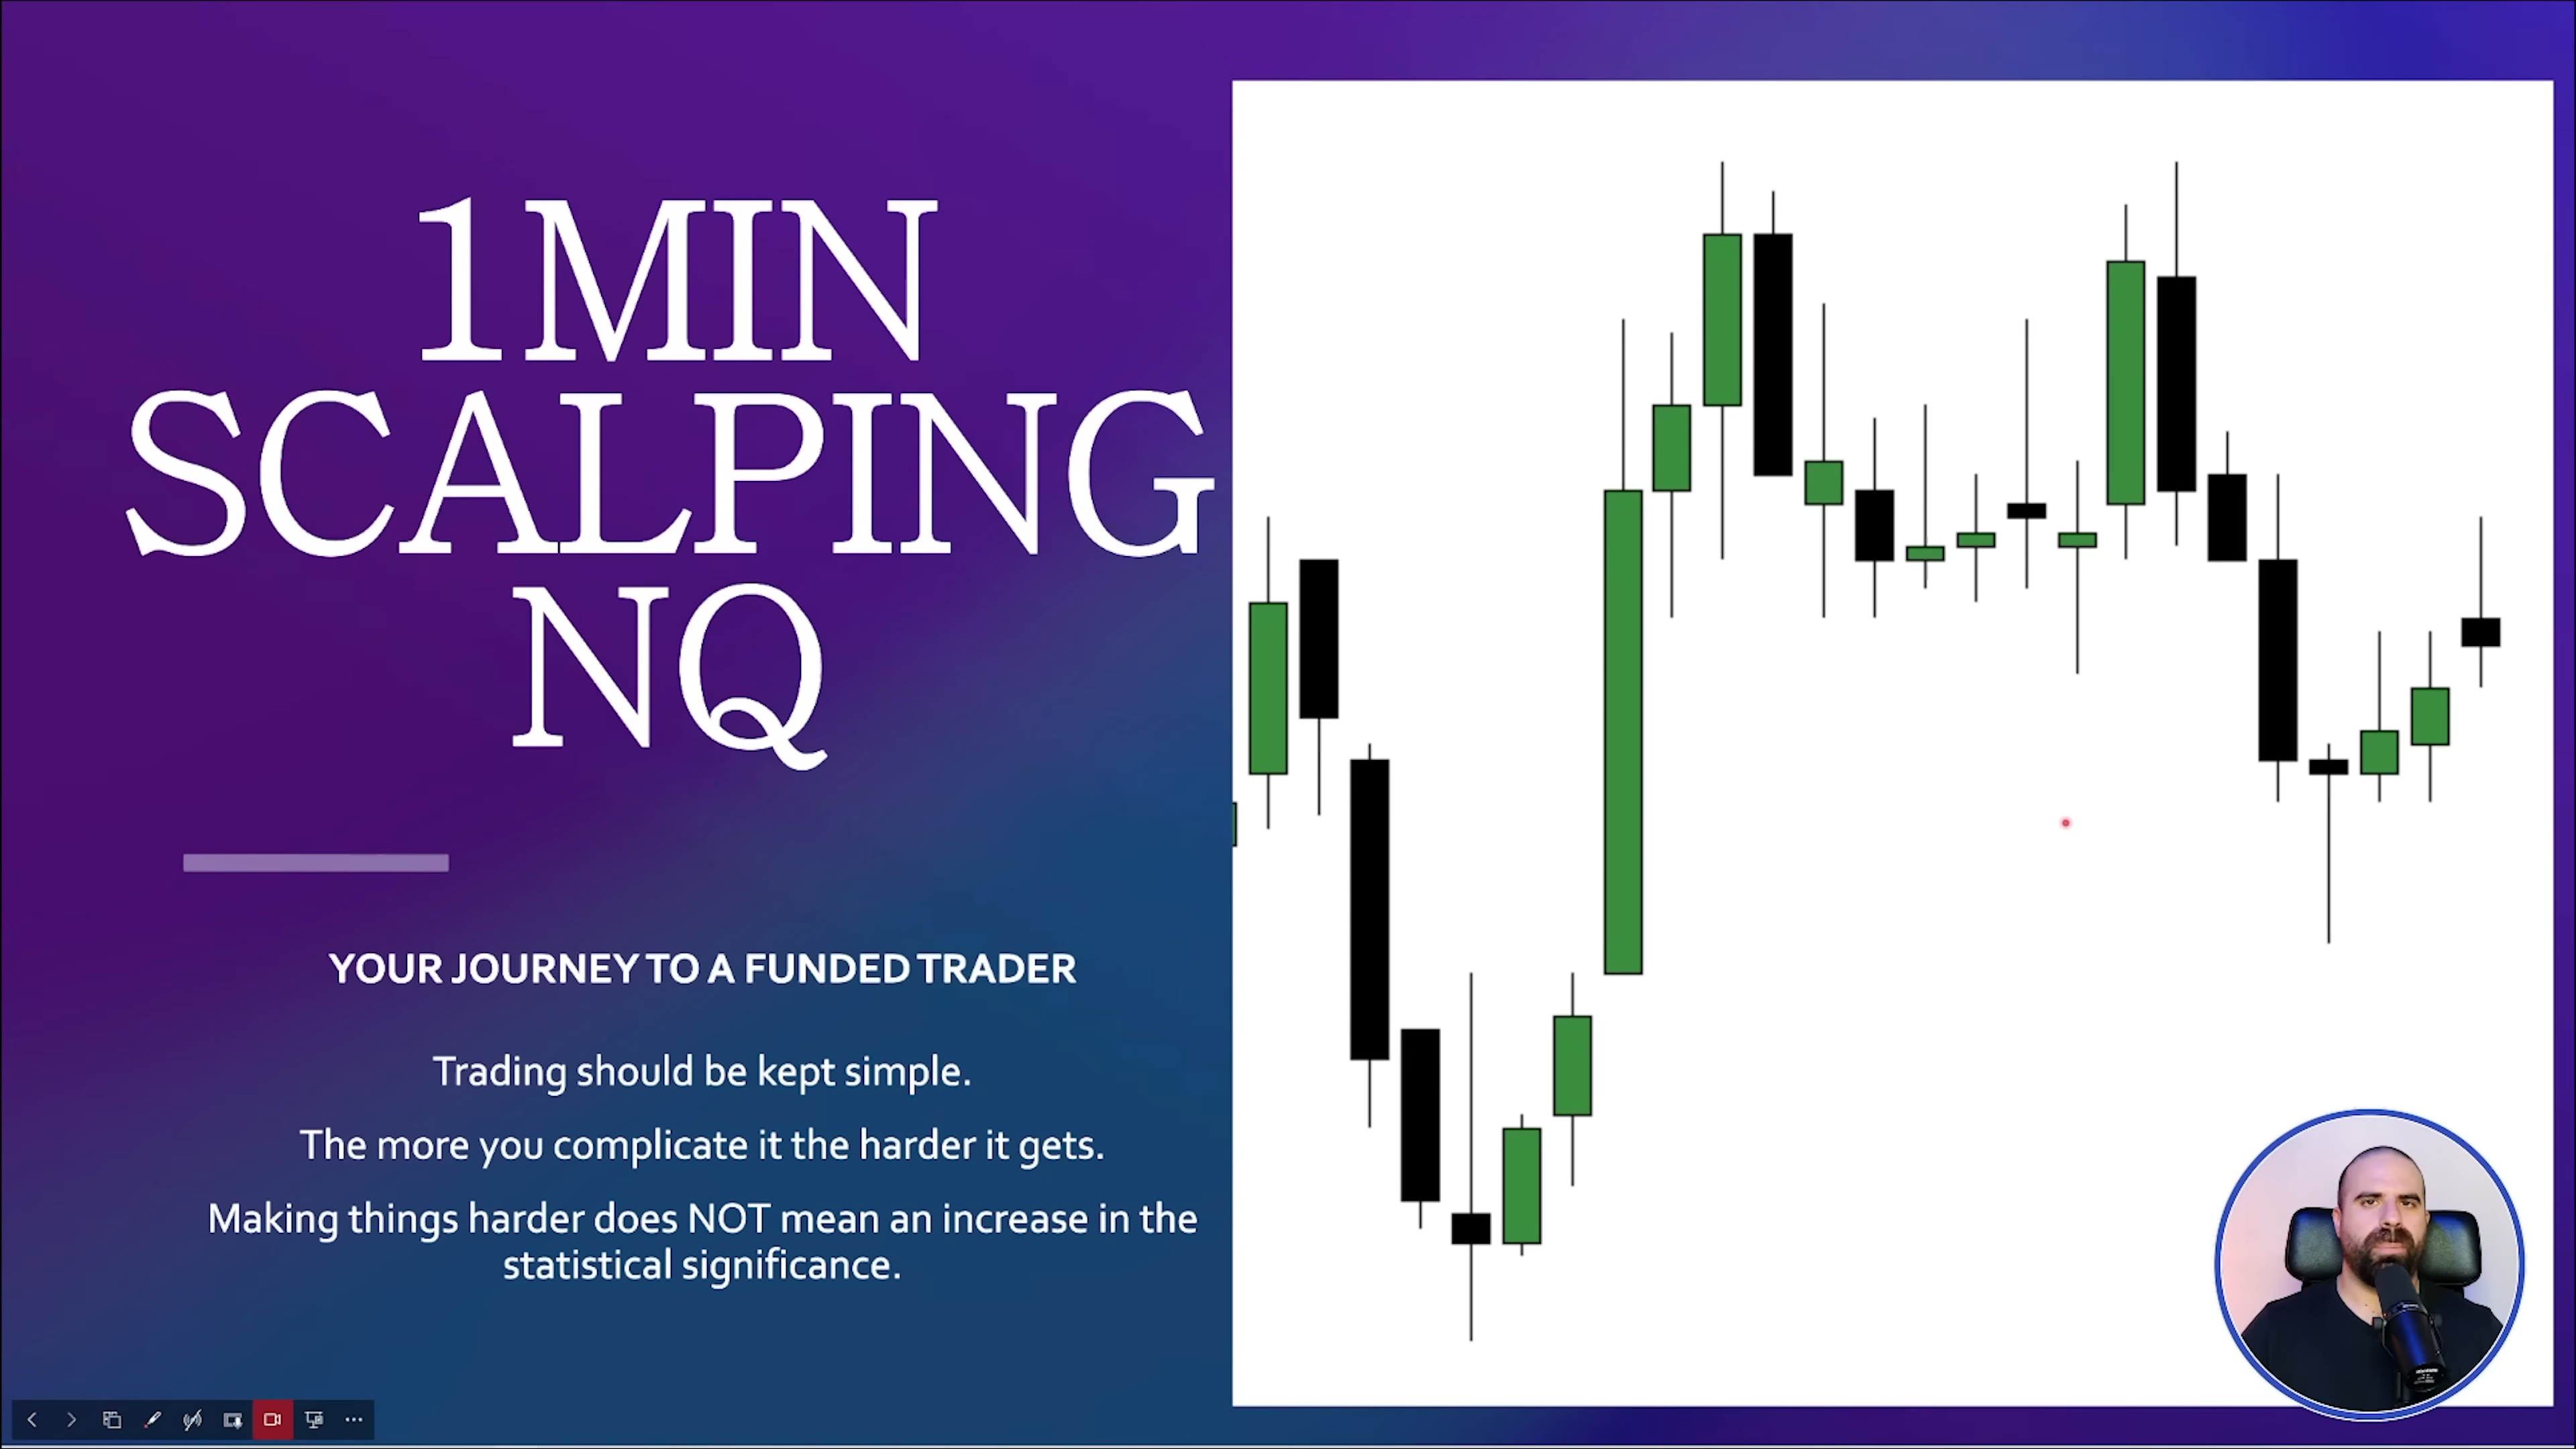 1MIN
SCALPING
NQ
YOUR JOURNEY TO A FUNDED TRADER
Trading should be kept simple.
The more you complicate it the harder it gets.
Making things harder does NOT mean an increase in the
statistical significance.